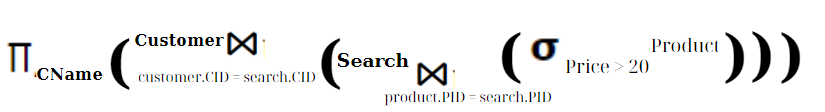 Π CName (Customer ⋈ customer.CID = search.CID (Search ⋈ product.PID = search.PID (σ Price > 20 Product)))